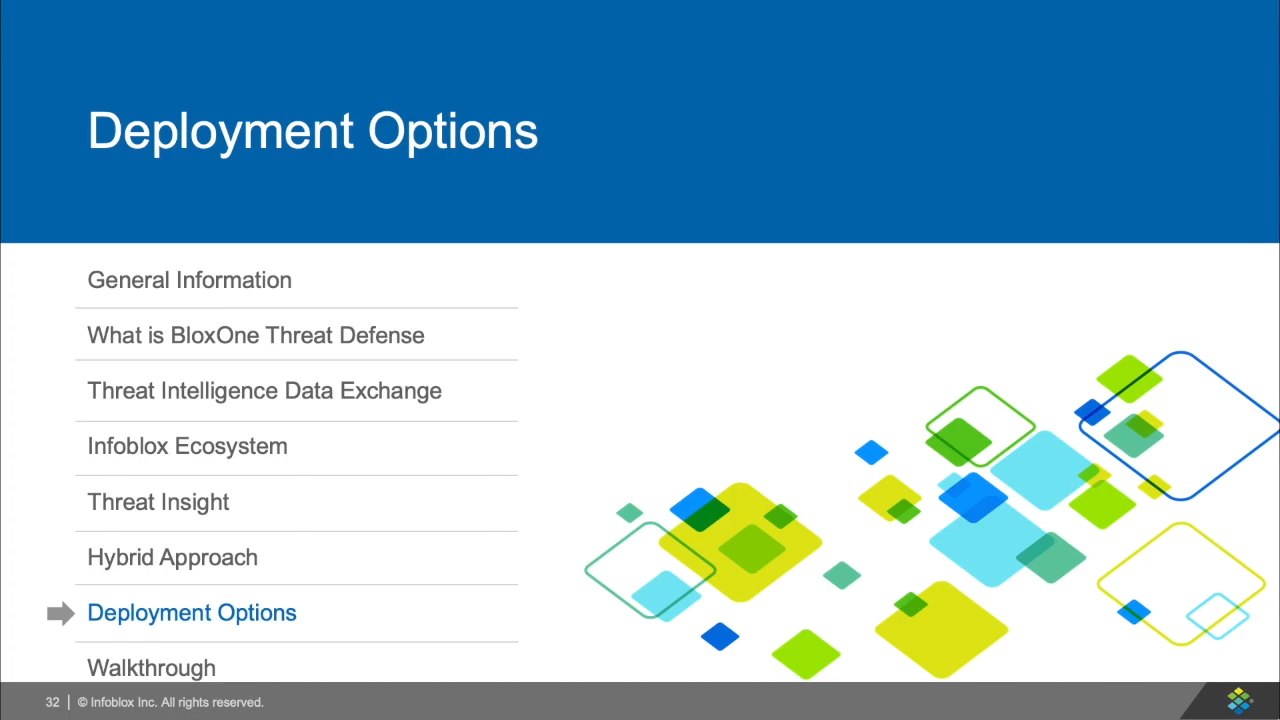 Deployment Options
General Information
What is BloxOne Threat Defense
Threat Intelligence Data Exchange
Infoblox Ecosystem
Threat Insight
Hybrid Approach
Deployment Options
Walkthrough
32 | © Infoblox Inc. All rights reserved.